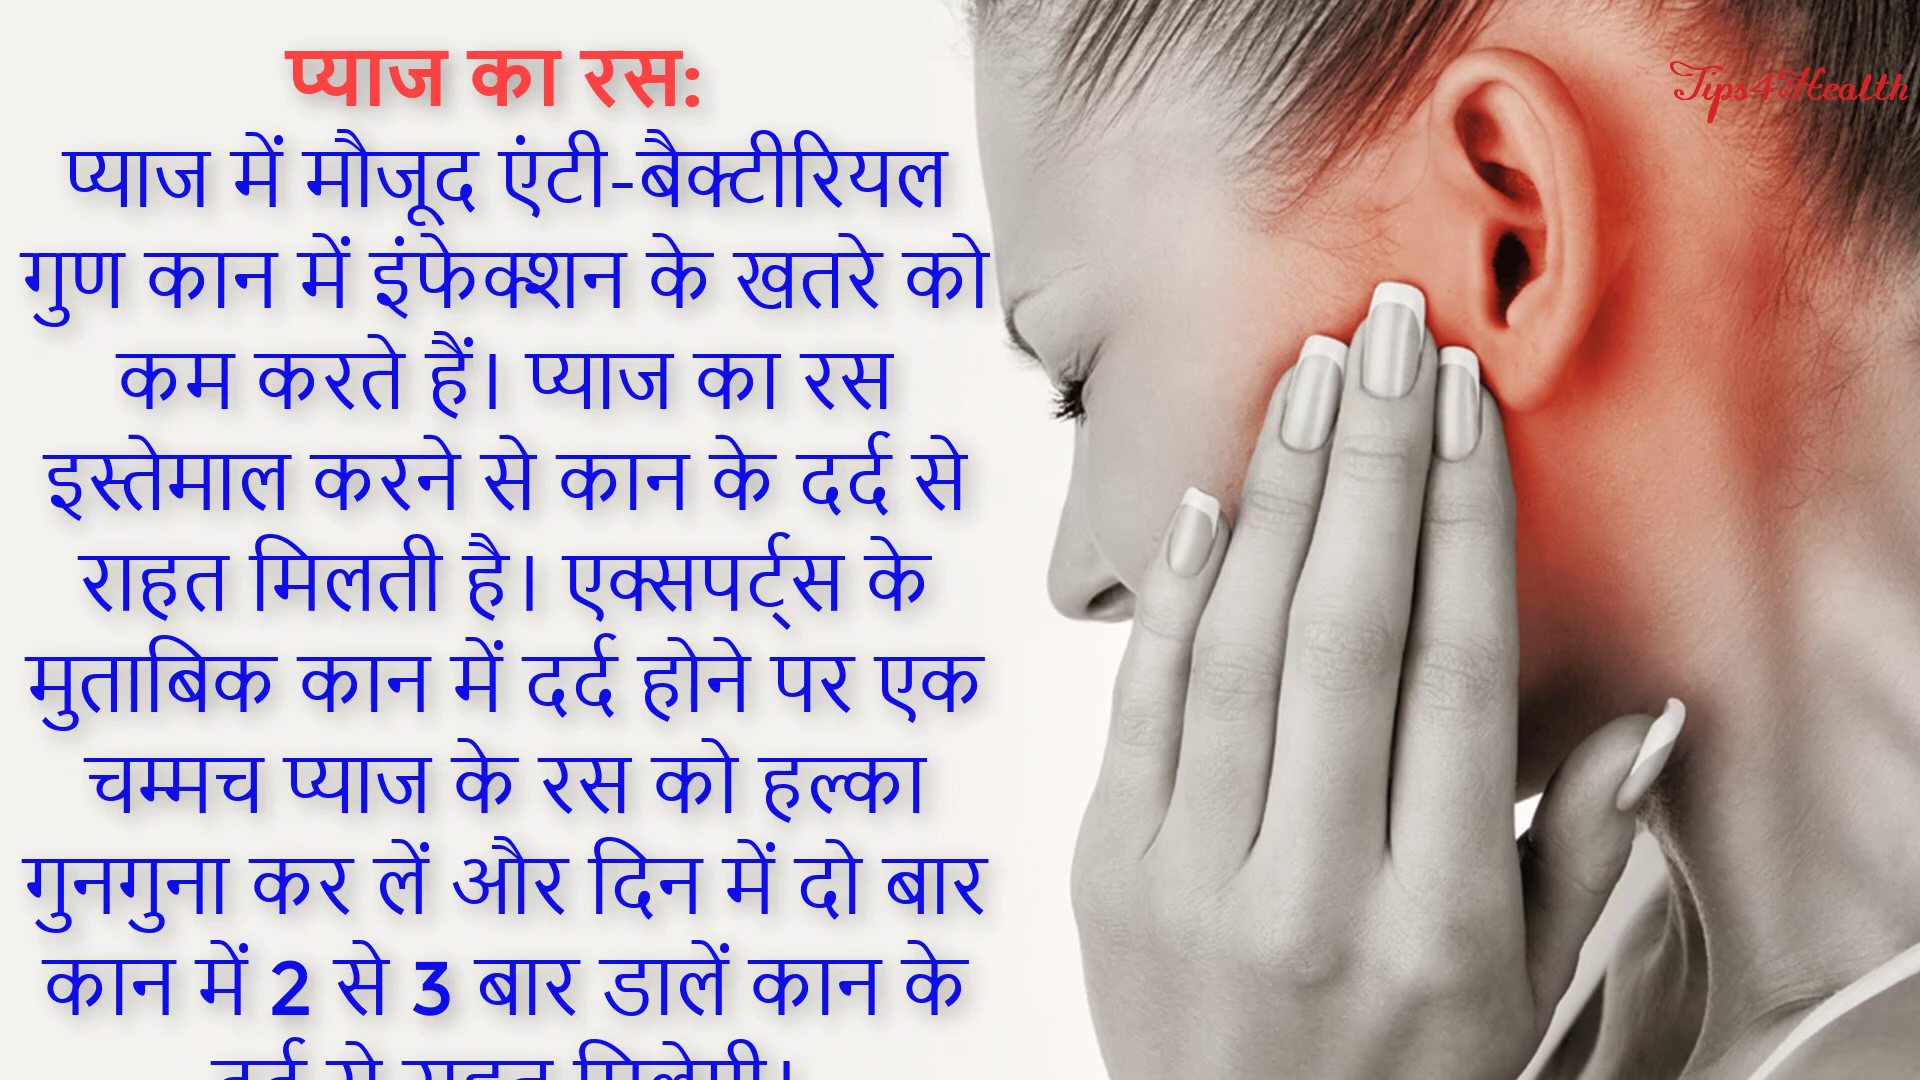 प्याज का रस:
प्याज में मौजूद एंटी-बैक्टीरियल
गुण कान में इंफेक्शन के खतरे को
कम करते हैं। प्याज का रस
इस्तेमाल करने से कान के दर्द से
राहत मिलती है। एक्सपर्ट्स के
मुताबिक कान में दर्द होने पर एक
चम्मच प्याज के रस को हल्का
गुनगुना कर लें और दिन में दो बार
कान में 2 से 3 बार डालें कान के
दर्द से राहत मिलेगी।
Tips4Health